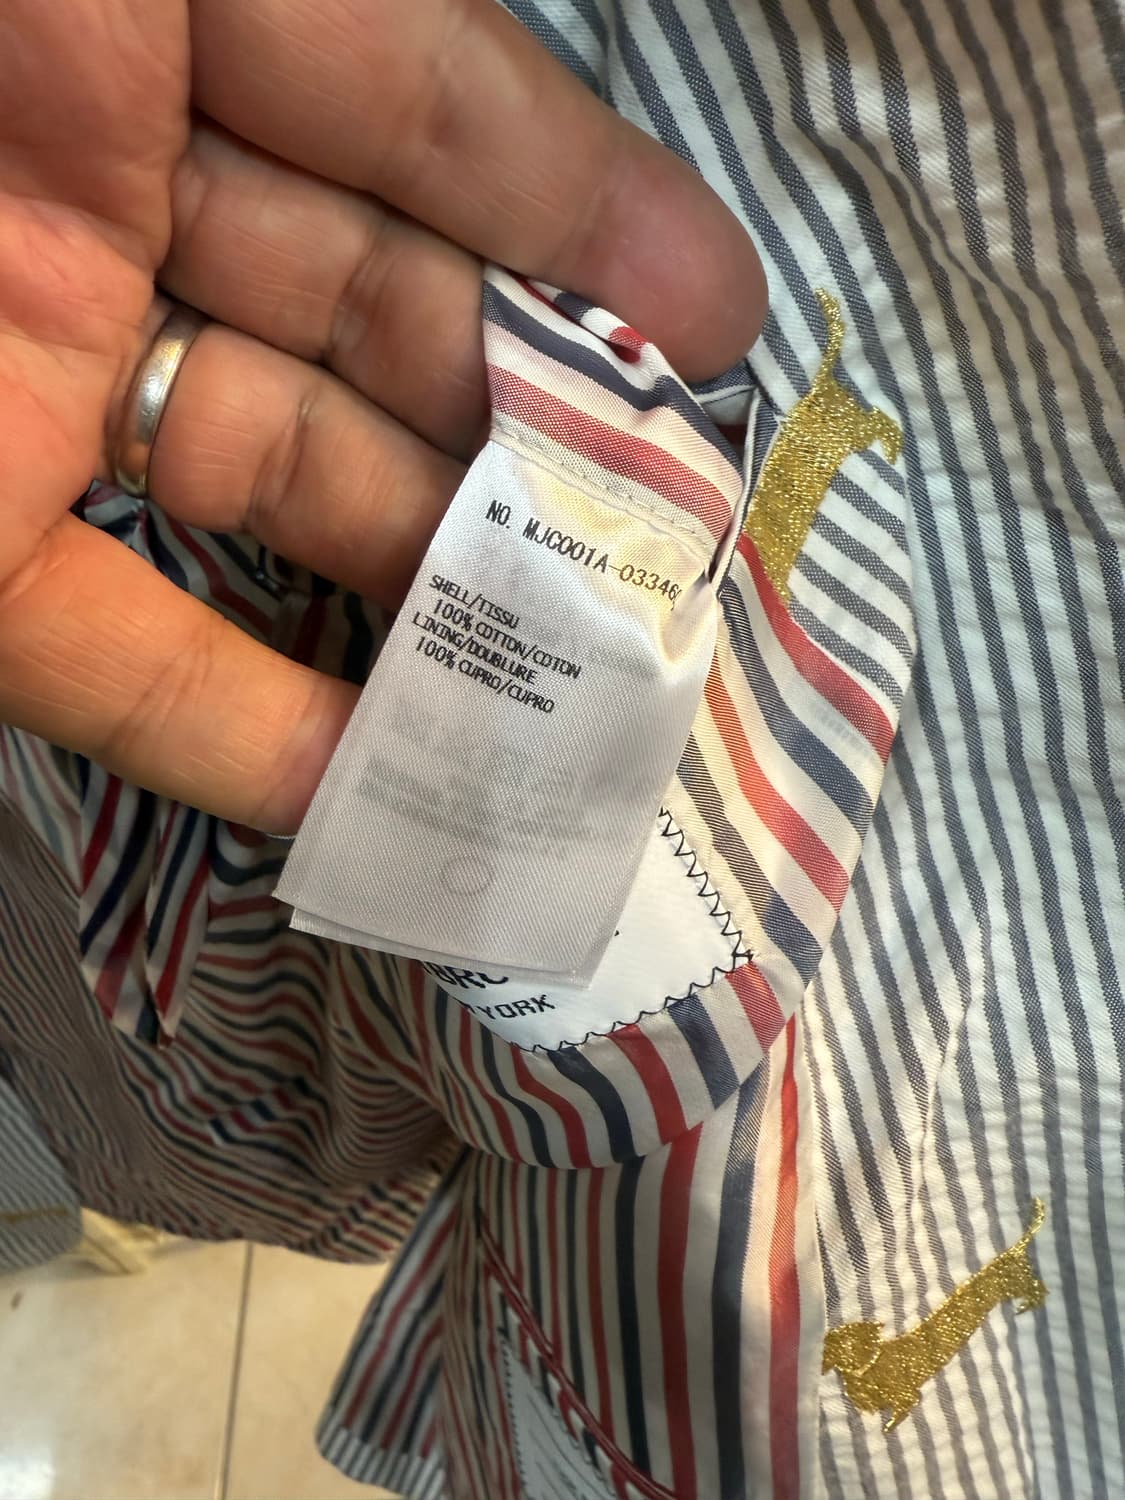 NO. MJC001A-03346
SHELL/TISSU
100% COTTON/COTON
LINING/DOUBLURE
100% CUPRO/CUPRO
YORK